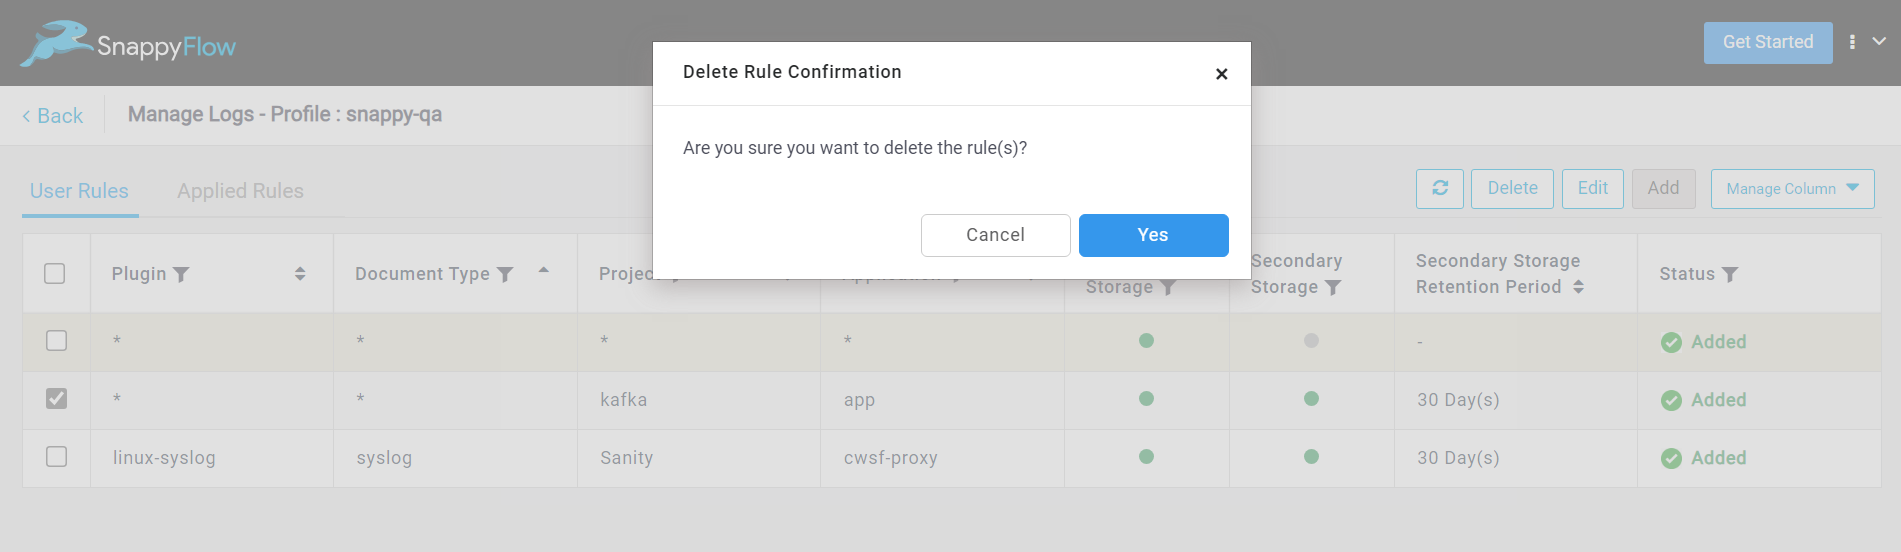 SnappyFlow
Get Started
Delete Rule Confirmation
Back
Manage Logs - Profile : snappy-qa
Are you sure you want to delete the rule(s)?
User Rules
Applied Rules
Delete
Edit
Add
Manage Column
Cancel
Yes
Plugin
Document Type
Storage
Secondary
Storage
Secondary Storage
Retention Period
Status
* * * * - Added
* * kafka app 30 Day(s) Added
linux-syslog syslog Sanity cwsf-proxy 30 Day(s) Added